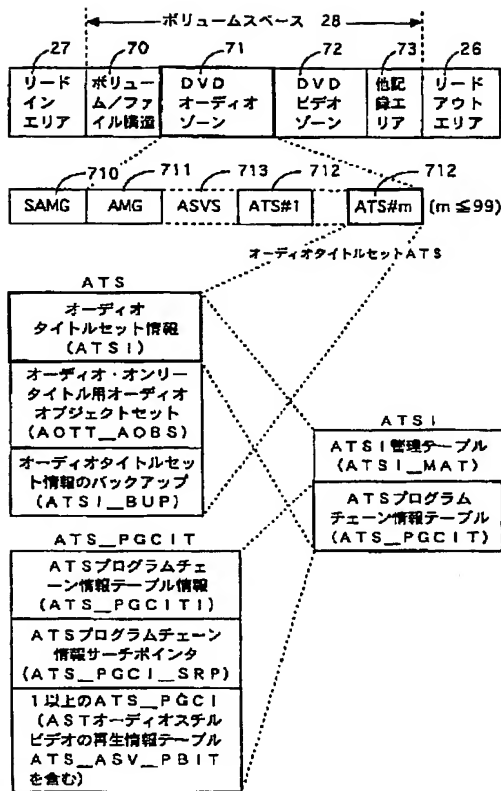 ボリュームスペース 28
27 70 71 72 73 26
リード
イン
エリア
ボリュー
ム/ファ
イル構造
DVD
オーディオ
ゾーン
DVD
ビデオ
ゾーン
他記
録エ
リア
リード
アウト
エリア
710 711 713 712 712
SAMG AMG ASVS ATS#1 ATS#m (m≦99)
オーディオタイトルセットATS
ATS
オーディオ
タイトルセット情報
(ATSI)
オーディオ・オンリー
タイトル用オーディオ
オブジェクトセット
(AOTT__AOBS)
オーディオタイトルセッ
ト情報のバックアップ
(ATSI__BUP)
ATSI
ATSI管理テーブル
(ATSI__MAT)
ATSプログラム
チェーン情報テーブル
(ATS__PGCIT)
ATS__PGCIT
ATSプログラムチェ
ーン情報テーブル情報
(ATS__PGCITI)
ATSプログラムチェーン
情報サーチポインタ
(ATS__PGCI__SRP)
1以上のATS__PGCI
(ASTオーディオスチル
ビデオの再生情報テーブル
ATS__ASV__PBIT
を含む)